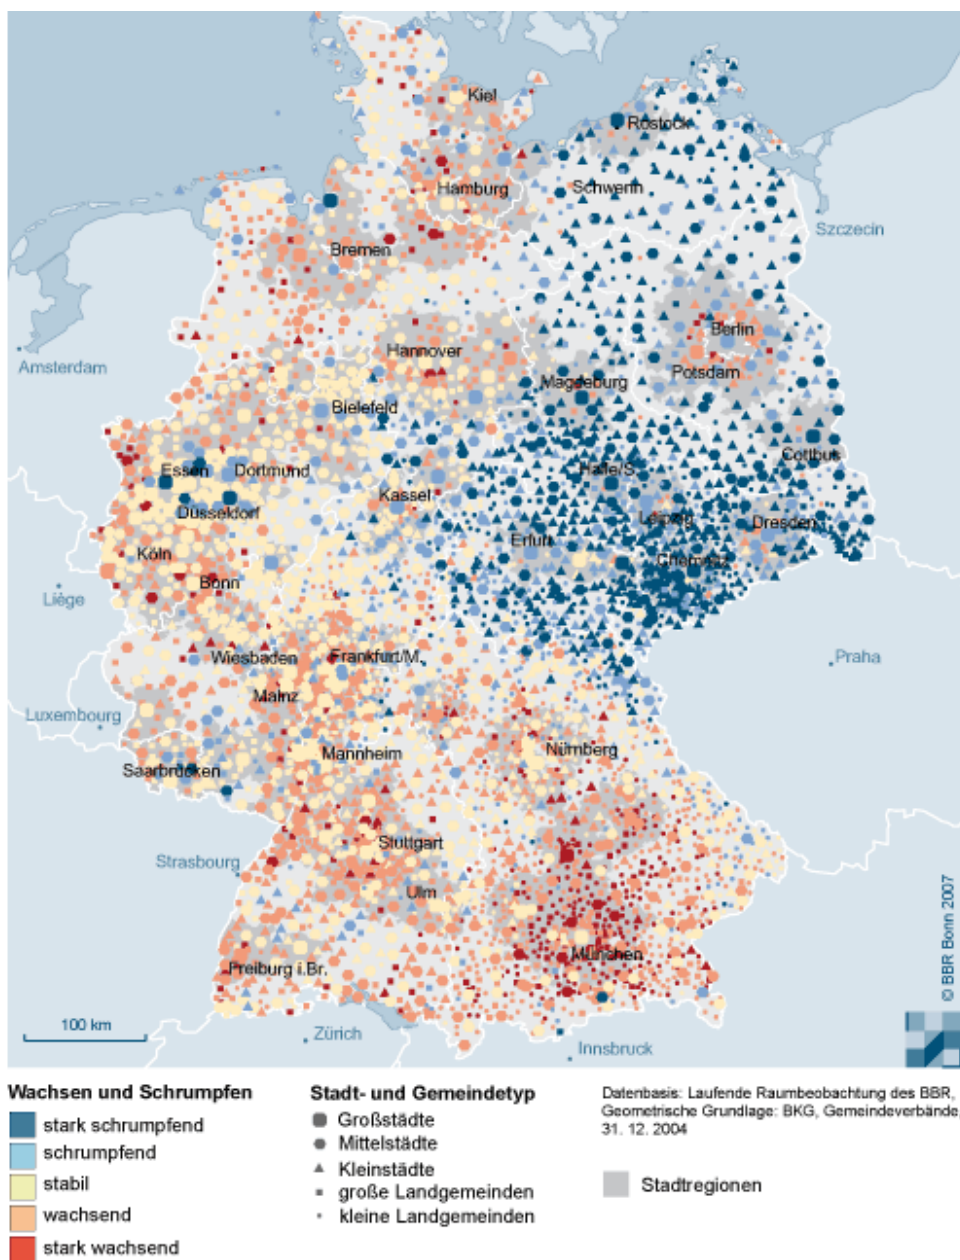 Kiel
Rostock
Hamburg
Schwerin
Szczecin
Bremen
Berlin
Amsterdam
Hannover
Potsdam
Magdeburg
Bielefeld
Cottbus
Essen
Dortmund
Halle/S.
Kassel
Düsseldorf
Leipzig
Dresden
Erfurt
Köln
Chemnitz
Bonn
Liège
Wiesbaden
Frankfurt/M.
Praha
Mainz
Luxembourg
Mannheim
Nürnberg
Saarbrücken
Stuttgart
Strasbourg
Ulm
München
Freiburg i.Br.
© BBR Bonn 2007
100 km
Zürich
Innsbruck
Wachsen und Schrumpfen
stark schrumpfend
schrumpfend
stabil
wachsend
stark wachsend
Stadt- und Gemeindetyp
Großstädte
Mittelstädte
Kleinstädte
große Landgemeinden
kleine Landgemeinden
Datenbasis: Laufende Raumbeobachtung des BBR,
Geometrische Grundlage: BKG, Gemeindeverbände,
31. 12. 2004
Stadtregionen